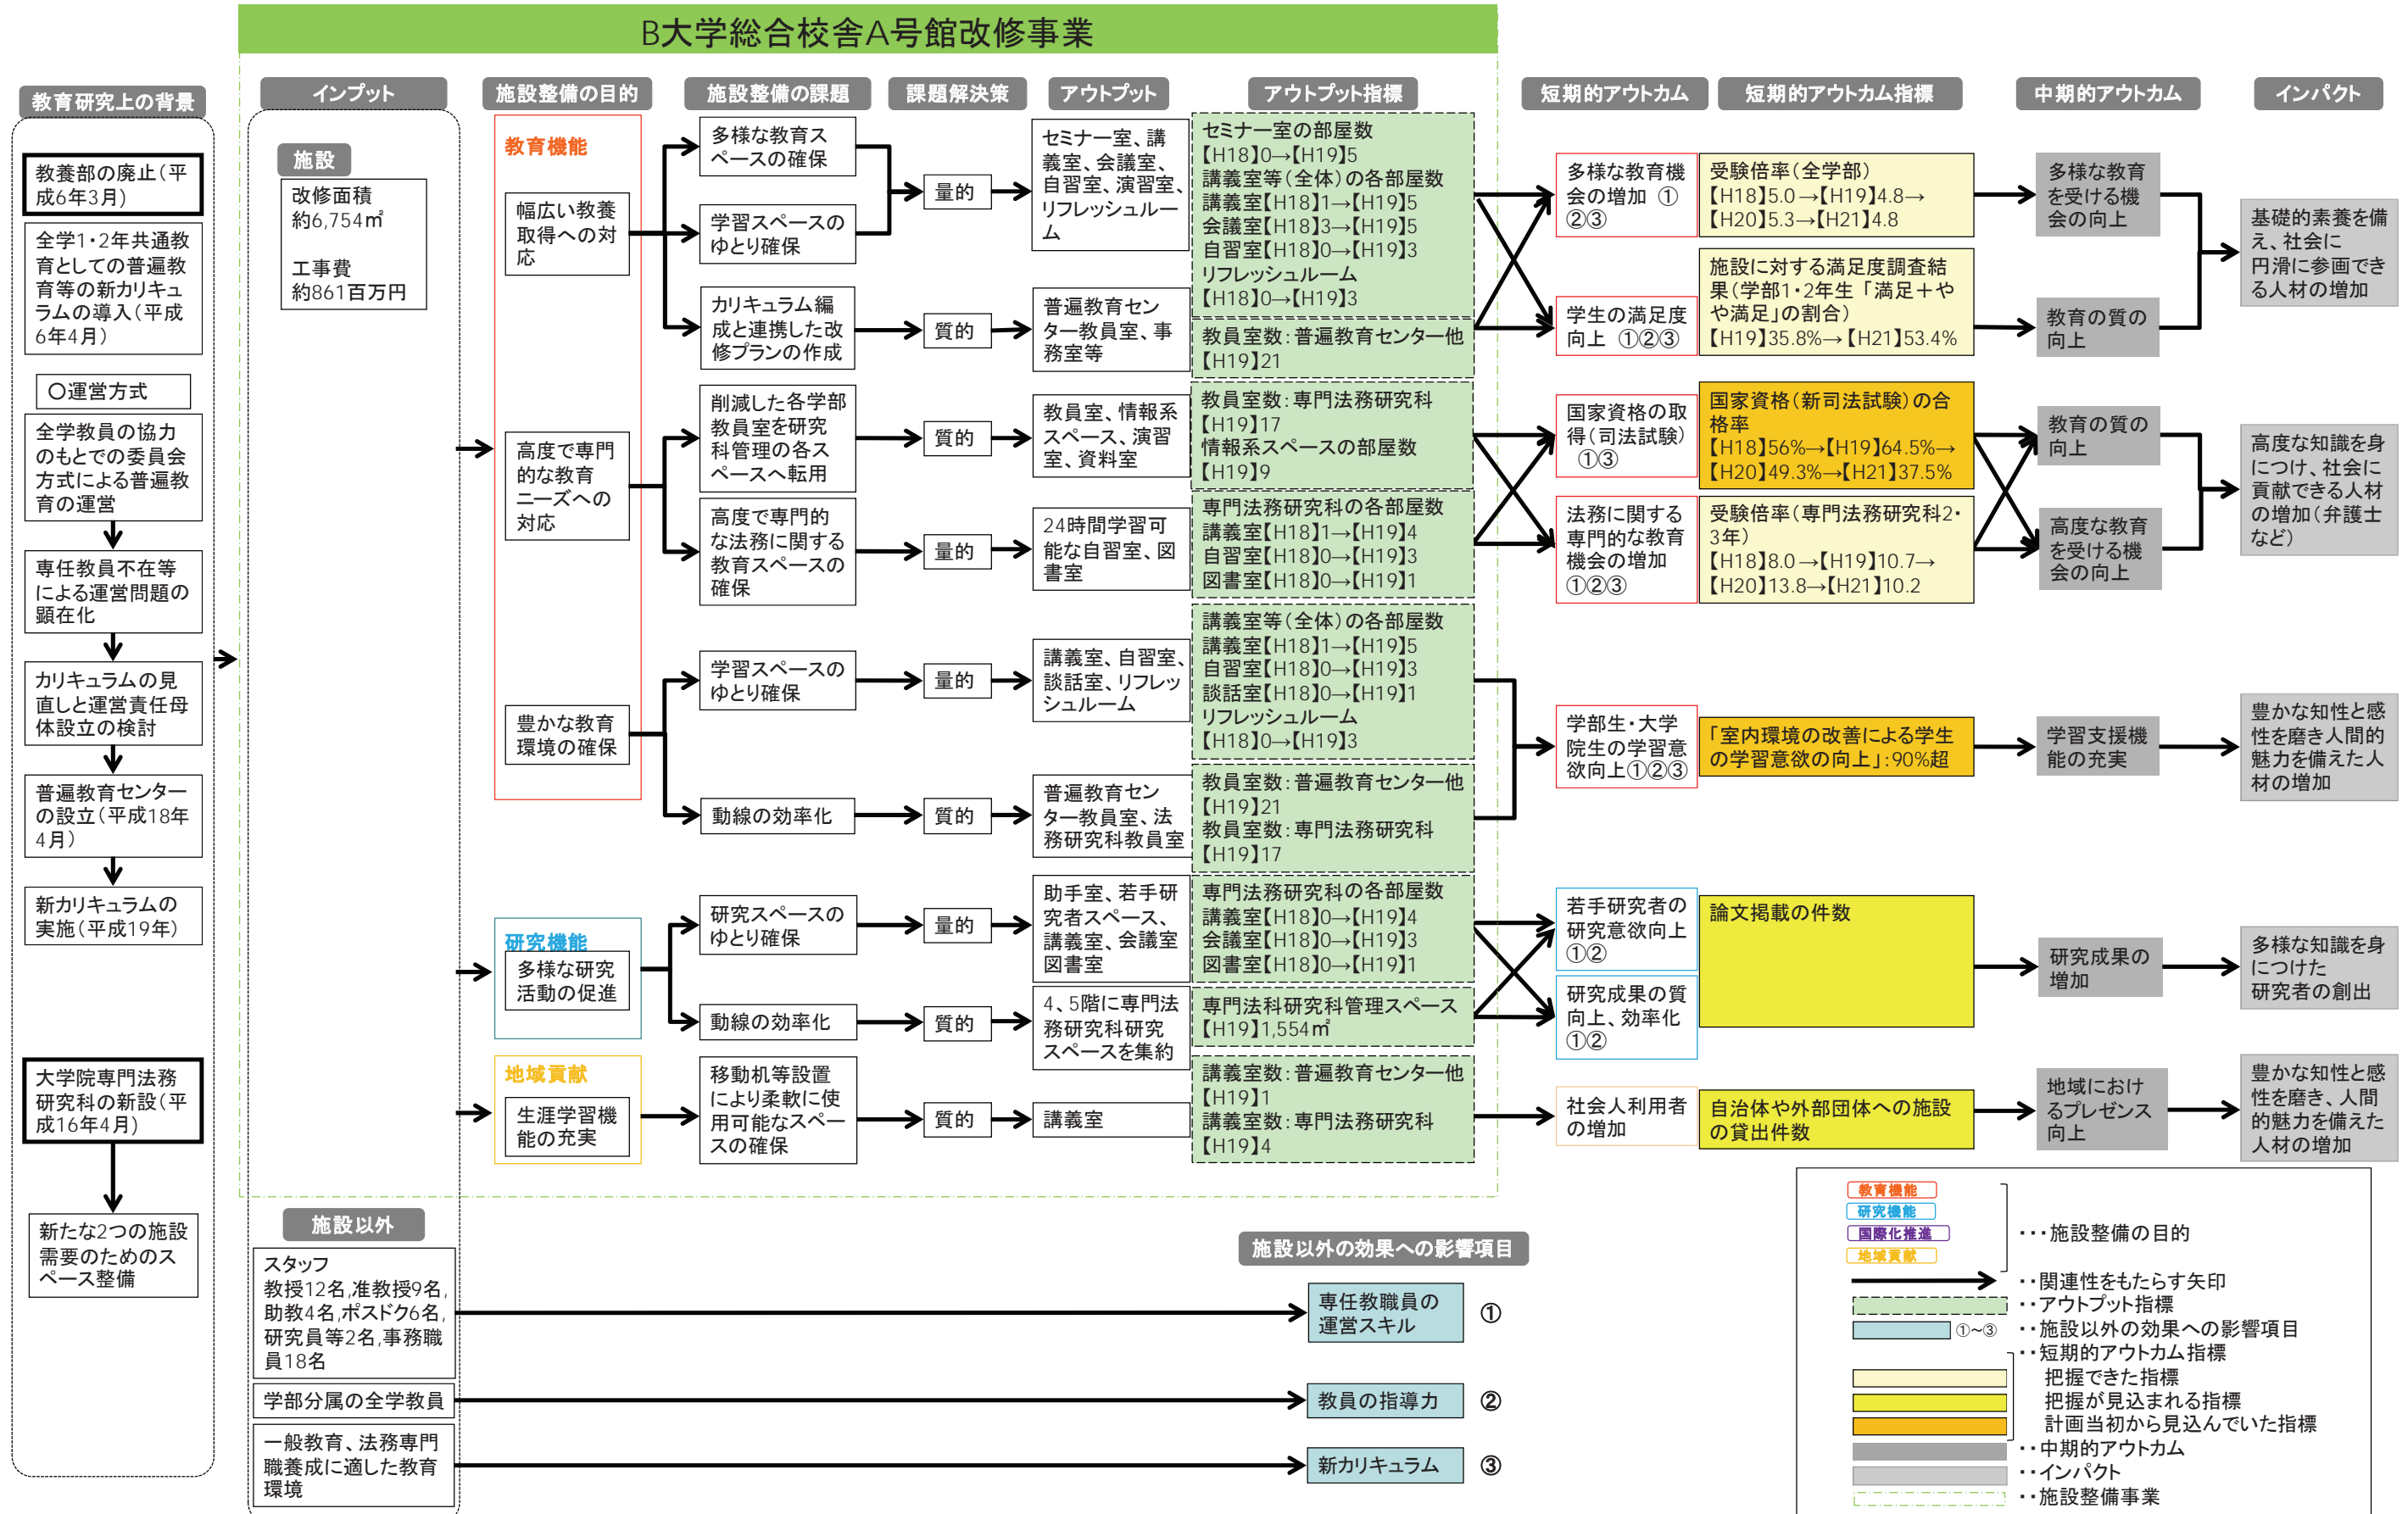 B大学総合校舎A号館改修事業
教育研究上の背景
教養部の廃止(平
成6年3月)
全学1・2年共通教
育としての普遍教
育等の新カリキュ
ラムの導入(平成
6年4月)
〇運営方式
全学教員の協力
のもとでの委員会
方式による普遍教
育の運営
専任教員不在等
による運営問題の
顕在化
カリキュラムの見
直しと運営責任母
体設立の検討
普遍教育センター
の設立(平成18年
4月)
新カリキュラムの
実施(平成19年)
大学院専門法務
研究科の新設(平
成16年4月)
新たな2つの施設
需要のためのス
ペース整備
インプット
施設
改修面積
約6,754㎡
工事費
約861百万円
施設以外
スタッフ
教授12名,准教授9名,
助教4名,ポスドク6名,
研究員等2名,事務職
員18名
学部分属の全学教員
一般教育、法務専門
職養成に適した教育
環境
施設整備の目的
教育機能
幅広い教養
取得への対
応
高度で専門
的な教育
ニーズへの
対応
豊かな教育
環境の確保
研究機能
多様な研究
活動の促進
地域貢献
生涯学習機
能の充実
施設整備の課題
多様な教育ス
ペースの確保
学習スペースの
ゆとり確保
カリキュラム編
成と連携した改
修プランの作成
削減した各学部
教員室を研究
科管理の各ス
ペースへ転用
高度で専門的
な法務に関する
教育スペースの
確保
学習スペースの
ゆとり確保
動線の効率化
研究スペースの
ゆとり確保
動線の効率化
移動机等設置
により柔軟に使
用可能なスペー
スの確保
課題解決策
量的
質的
質的
量的
量的
質的
量的
質的
質的
アウトプット
セミナー室、講
義室、会議室、
自習室、演習室、
リフレッシュルー
ム
普遍教育セン
ター教員室、事
務室等
教員室、情報系
スペース、演習
室、資料室
24時間学習可
能な自習室、図
書室
講義室、自習室、
談話室、リフレッ
シュルーム
普遍教育セン
ター教員室、法
務研究科教員室
助手室、若手研
究者スペース、
講義室、会議室
図書室
4、5階に専門法
務研究科研究
スペースを集約
講義室
アウトプット指標
セミナー室の部屋数
【H18】0→【H19】5
講義室等(全体)の各部屋数
講義室【H18】1→【H19】5
会議室【H18】3→【H19】5
自習室【H18】0→【H19】3
リフレッシュルーム
【H18】0→【H19】3
教員室数:普遍教育センター他
【H19】21
教員室数:専門法務研究科
【H19】17
情報系スペースの部屋数
【H19】9
専門法務研究科の各部屋数
講義室【H18】1→【H19】4
自習室【H18】0→【H19】3
図書室【H18】0→【H19】1
講義室等(全体)の各部屋数
講義室【H18】1→【H19】5
自習室【H18】0→【H19】3
談話室【H18】0→【H19】1
リフレッシュルーム
【H18】0→【H19】3
教員室数:普遍教育センター他
【H19】21
教員室数:専門法務研究科
【H19】17
専門法務研究科の各部屋数
講義室【H18】0→【H19】4
会議室【H18】0→【H19】3
図書室【H18】0→【H19】1
専門法科研究科管理スペース
【H19】1,554㎡
講義室数:普遍教育センター他
【H19】1
講義室数:専門法務研究科
【H19】4
施設以外の効果への影響項目
専任教職員の
運営スキル
①
教員の指導力
②
新カリキュラム
③
短期的アウトカム
多様な教育機
会の増加 ①
②③
学生の満足度
向上 ①②③
国家資格の取
得(司法試験)
①③
法務に関する
専門的な教育
機会の増加
①②③
学部生・大学
院生の学習意
欲向上①②③
若手研究者の
研究意欲向上
①②
研究成果の質
向上、効率化
①②
社会人利用者
の増加
短期的アウトカム指標
受験倍率(全学部)
【H18】5.0→【H19】4.8→
【H20】5.3→【H21】4.8
施設に対する満足度調査結
果(学部1・2年生「満足+や
や満足」の割合)
【H19】35.8%→【H21】53.4%
国家資格(新司法試験)の合
格率
【H18】56%→【H19】64.5%→
【H20】49.3%→【H21】37.5%
受験倍率(専門法務研究科2・
3年)
【H18】8.0→【H19】10.7→
【H20】13.8→【H21】10.2
「室内環境の改善による学生
の学習意欲の向上」:90%超
論文掲載の件数
自治体や外部団体への施設
の貸出件数
中期的アウトカム
多様な教育
を受ける機
会の向上
教育の質の
向上
教育の質の
向上
高度な教育
を受ける機
会の向上
学習支援機
能の充実
研究成果の
増加
地域におけ
るプレゼンス
向上
インパクト
基礎的素養を備
え、社会に
円滑に参画でき
る人材の増加
高度な知識を身
につけ、社会に
貢献できる人材
の増加(弁護士
など)
豊かな知性と感
性を磨き人間的
魅力を備えた人
材の増加
多様な知識を身
につけた
研究者の創出
豊かな知性と感
性を磨き、人間
的魅力を備えた
人材の増加
教育機能
研究機能
国際化推進
地域貢献
・・・施設整備の目的
・・関連性をもたらす矢印
・・アウトプット指標
①~③ ・・施設以外の効果への影響項目
・・短期的アウトカム指標
把握できた指標
把握が見込まれる指標
計画当初から見込んでいた指標
・・中期的アウトカム
・・インパクト
・・施設整備事業